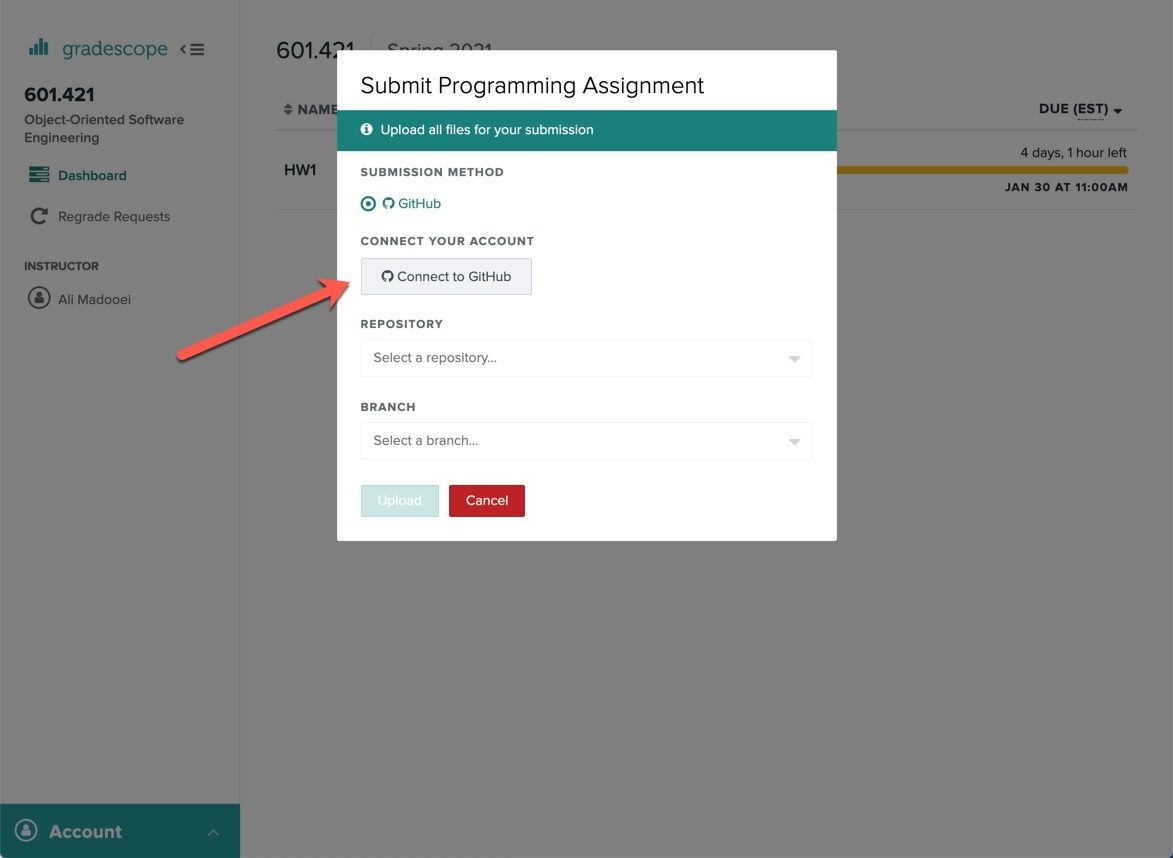 gradescope
601.421
Object-Oriented Software
Engineering
Dashboard
Regrade Requests
INSTRUCTOR
Ali Madooei
Account
601.421 Spring 2021
NAME
DUE (EST)
HW1
4 days, 1 hour left
JAN 30 AT 11:00AM
Submit Programming Assignment
Upload all files for your submission
SUBMISSION METHOD
GitHub
CONNECT YOUR ACCOUNT
Connect to GitHub
REPOSITORY
Select a repository...
BRANCH
Select a branch...
Upload
Cancel